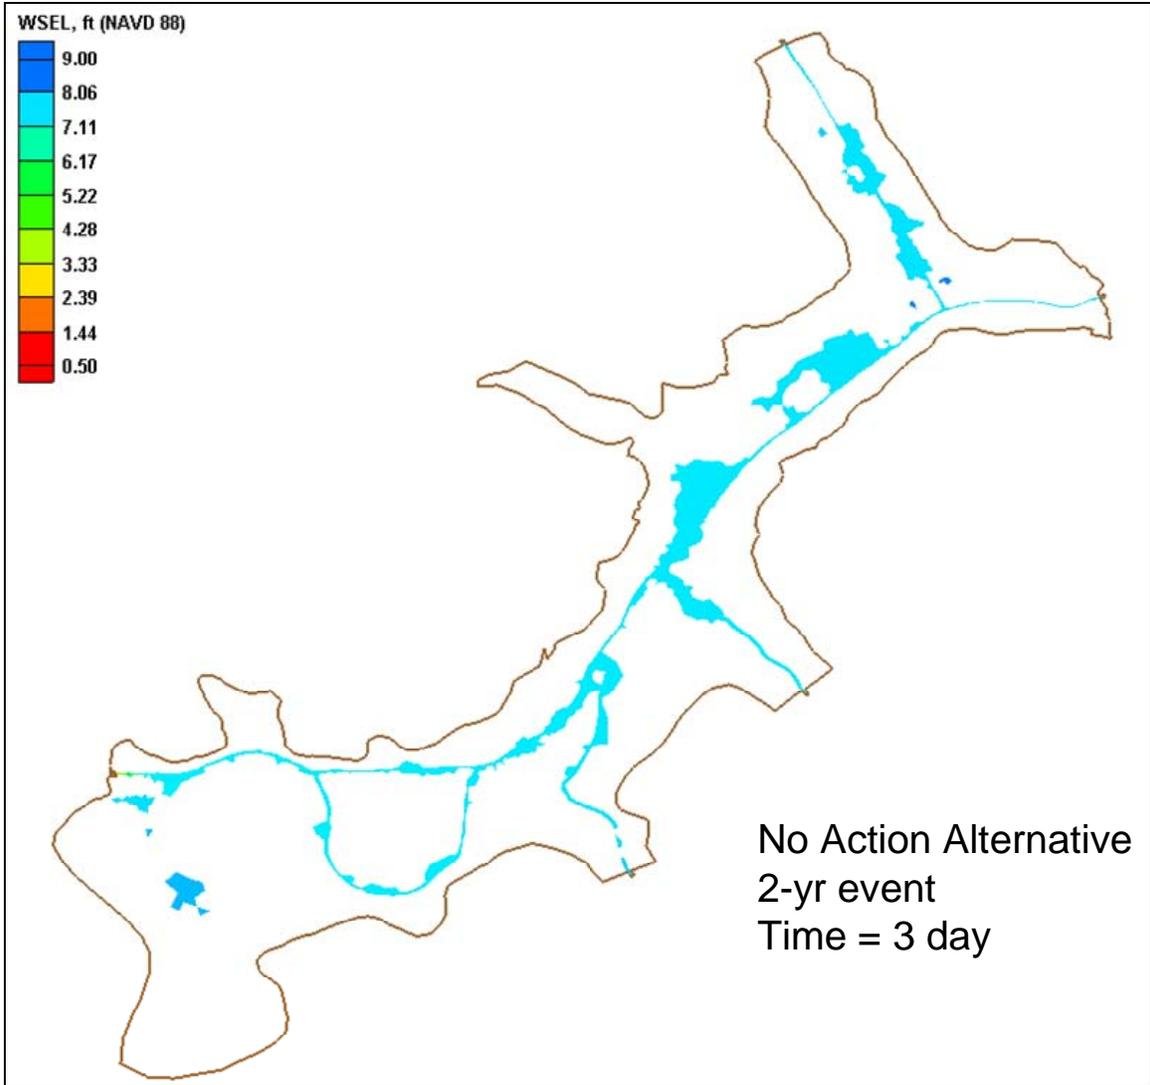 WSEL, ft (NAVD 88)
9.00
8.06
7.11
6.17
5.22
4.28
3.33
2.39
1.44
0.50
No Action Alternative
2-yr event
Time = 3 day